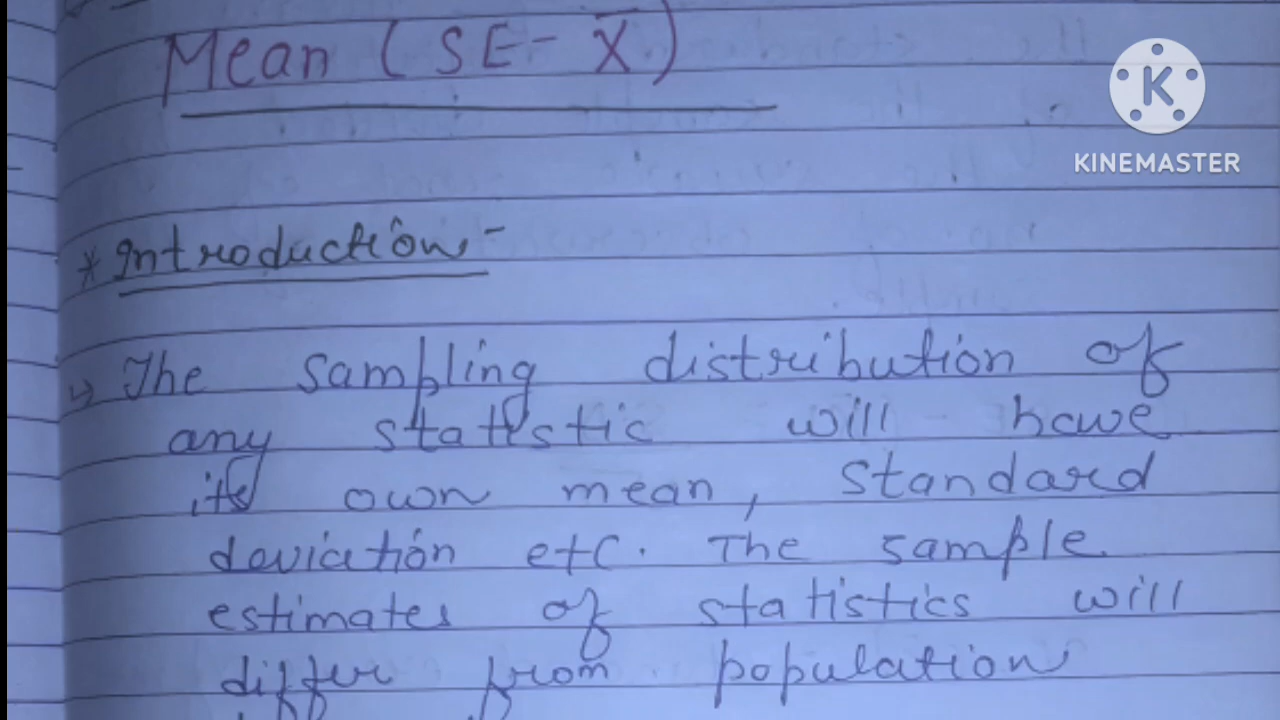 Mean (SE- X̅)
KINEMASTER
* Introduction -
→ The sampling distribution of
any statistic will have
its own mean, standard
deviation etc. The sample
estimates of statistics will
differ from population